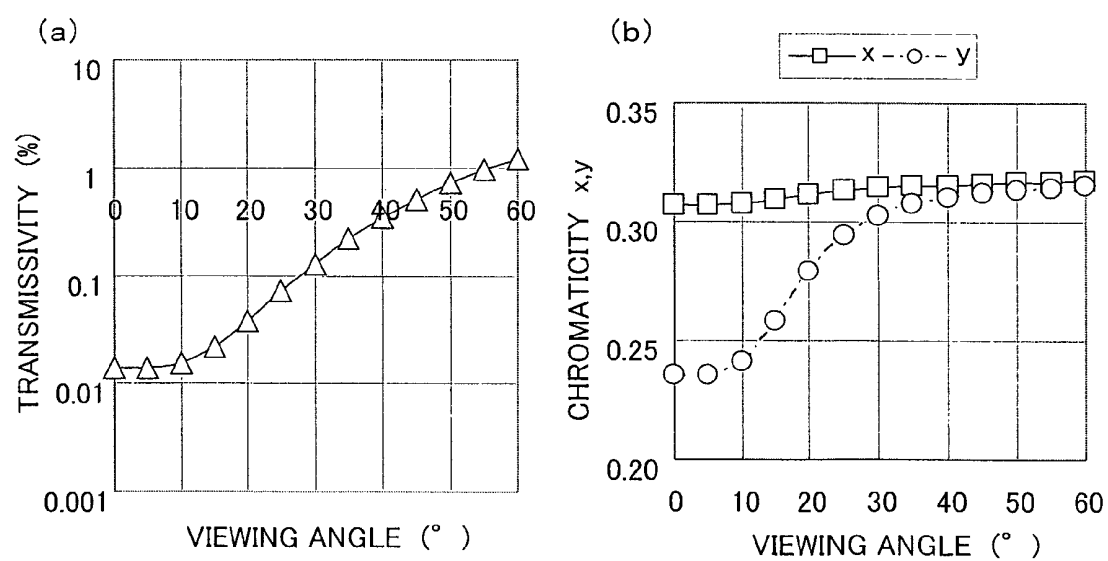 (a)
10
1
0.1
0.01
0.001
0 10 20 30 40 50 60
TRANSMISSIVITY (%)
VIEWING ANGLE (° )
(b)
x y
0.35
0.30
0.25
0.20
0 10 20 30 40 50 60
CHROMATICITY x,y
VIEWING ANGLE (° )